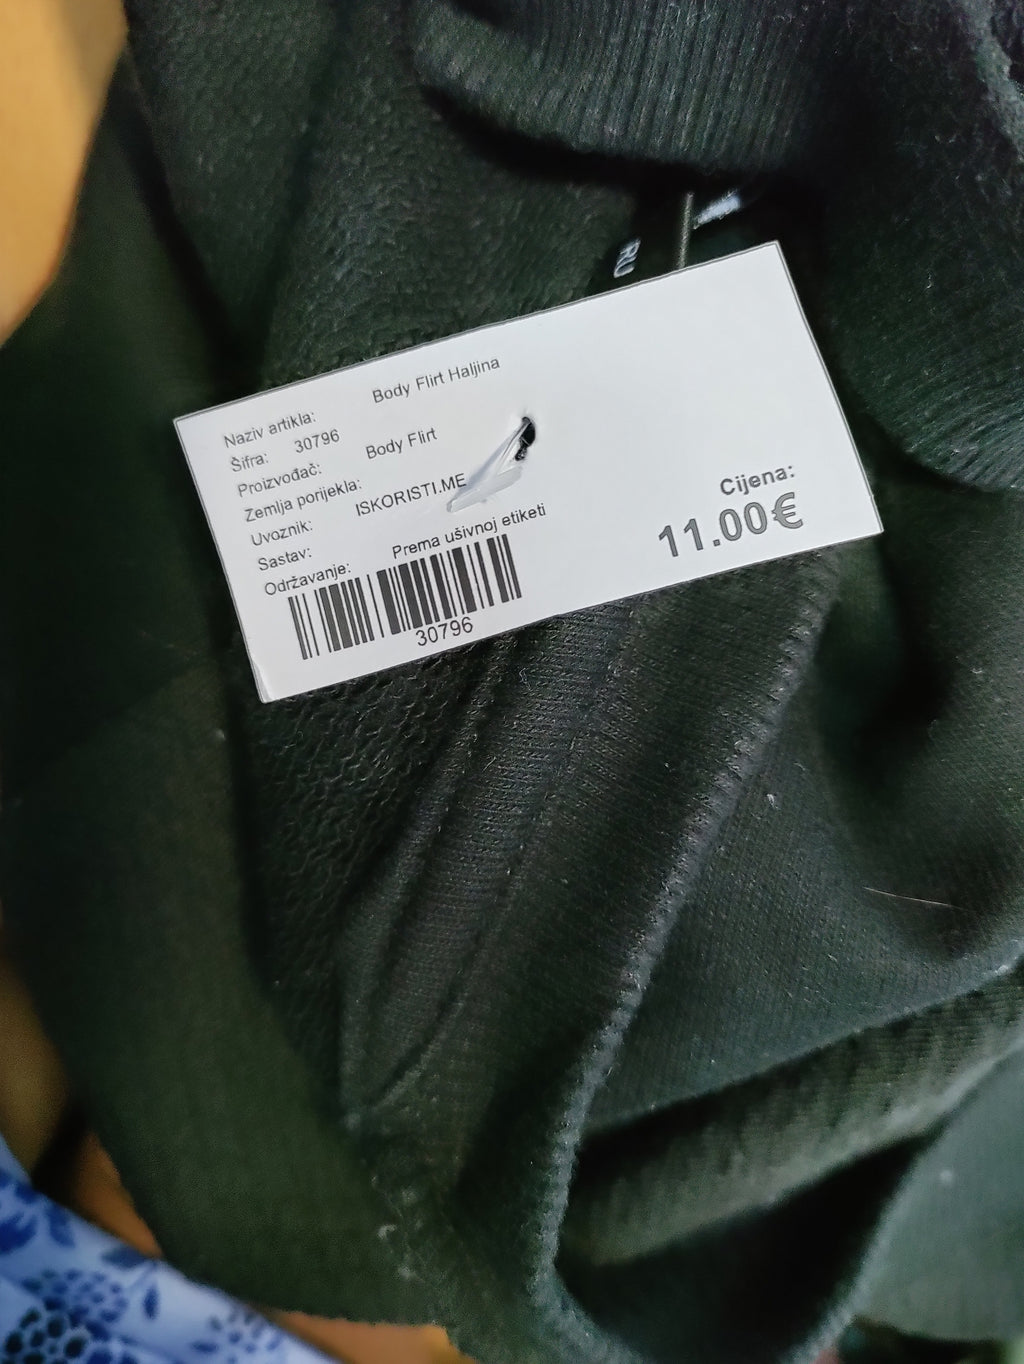 Naziv artikla: Body Flirt Haljina
Šifra: 30796
Proizvođač: Body Flirt
Zemlja porijekla:
Uvoznik: ISKORISTI.ME
Sastav:
Održavanje: Prema ušivnoj etiketi
30796
Cijena:
11.00€
RU